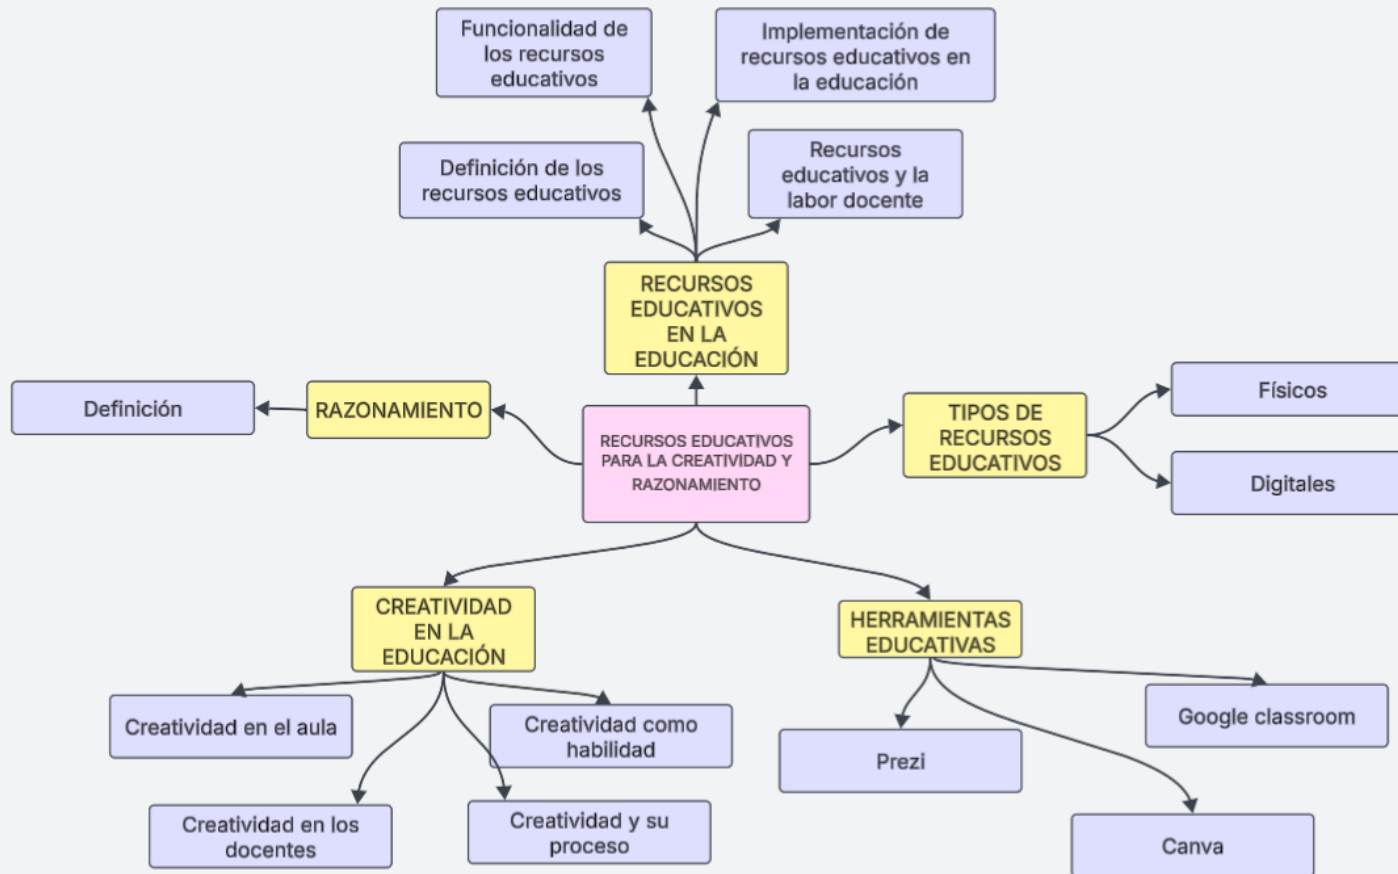 Funcionalidad de
los recursos
educativos
Implementación de
recursos educativos en
la educación
Definición de los
recursos educativos
Recursos
educativos y la
labor docente
RECURSOS
EDUCATIVOS
EN LA
EDUCACIÓN
Definición
RAZONAMIENTO
RECURSOS EDUCATIVOS
PARA LA CREATIVIDAD Y
RAZONAMIENTO
TIPOS DE
RECURSOS
EDUCATIVOS
Físicos
Digitales
CREATIVIDAD
EN LA
EDUCACIÓN
HERRAMIENTAS
EDUCATIVAS
Creatividad en el aula
Creatividad como
habilidad
Creatividad en los
docentes
Creatividad y su
proceso
Google classroom
Prezi
Canva